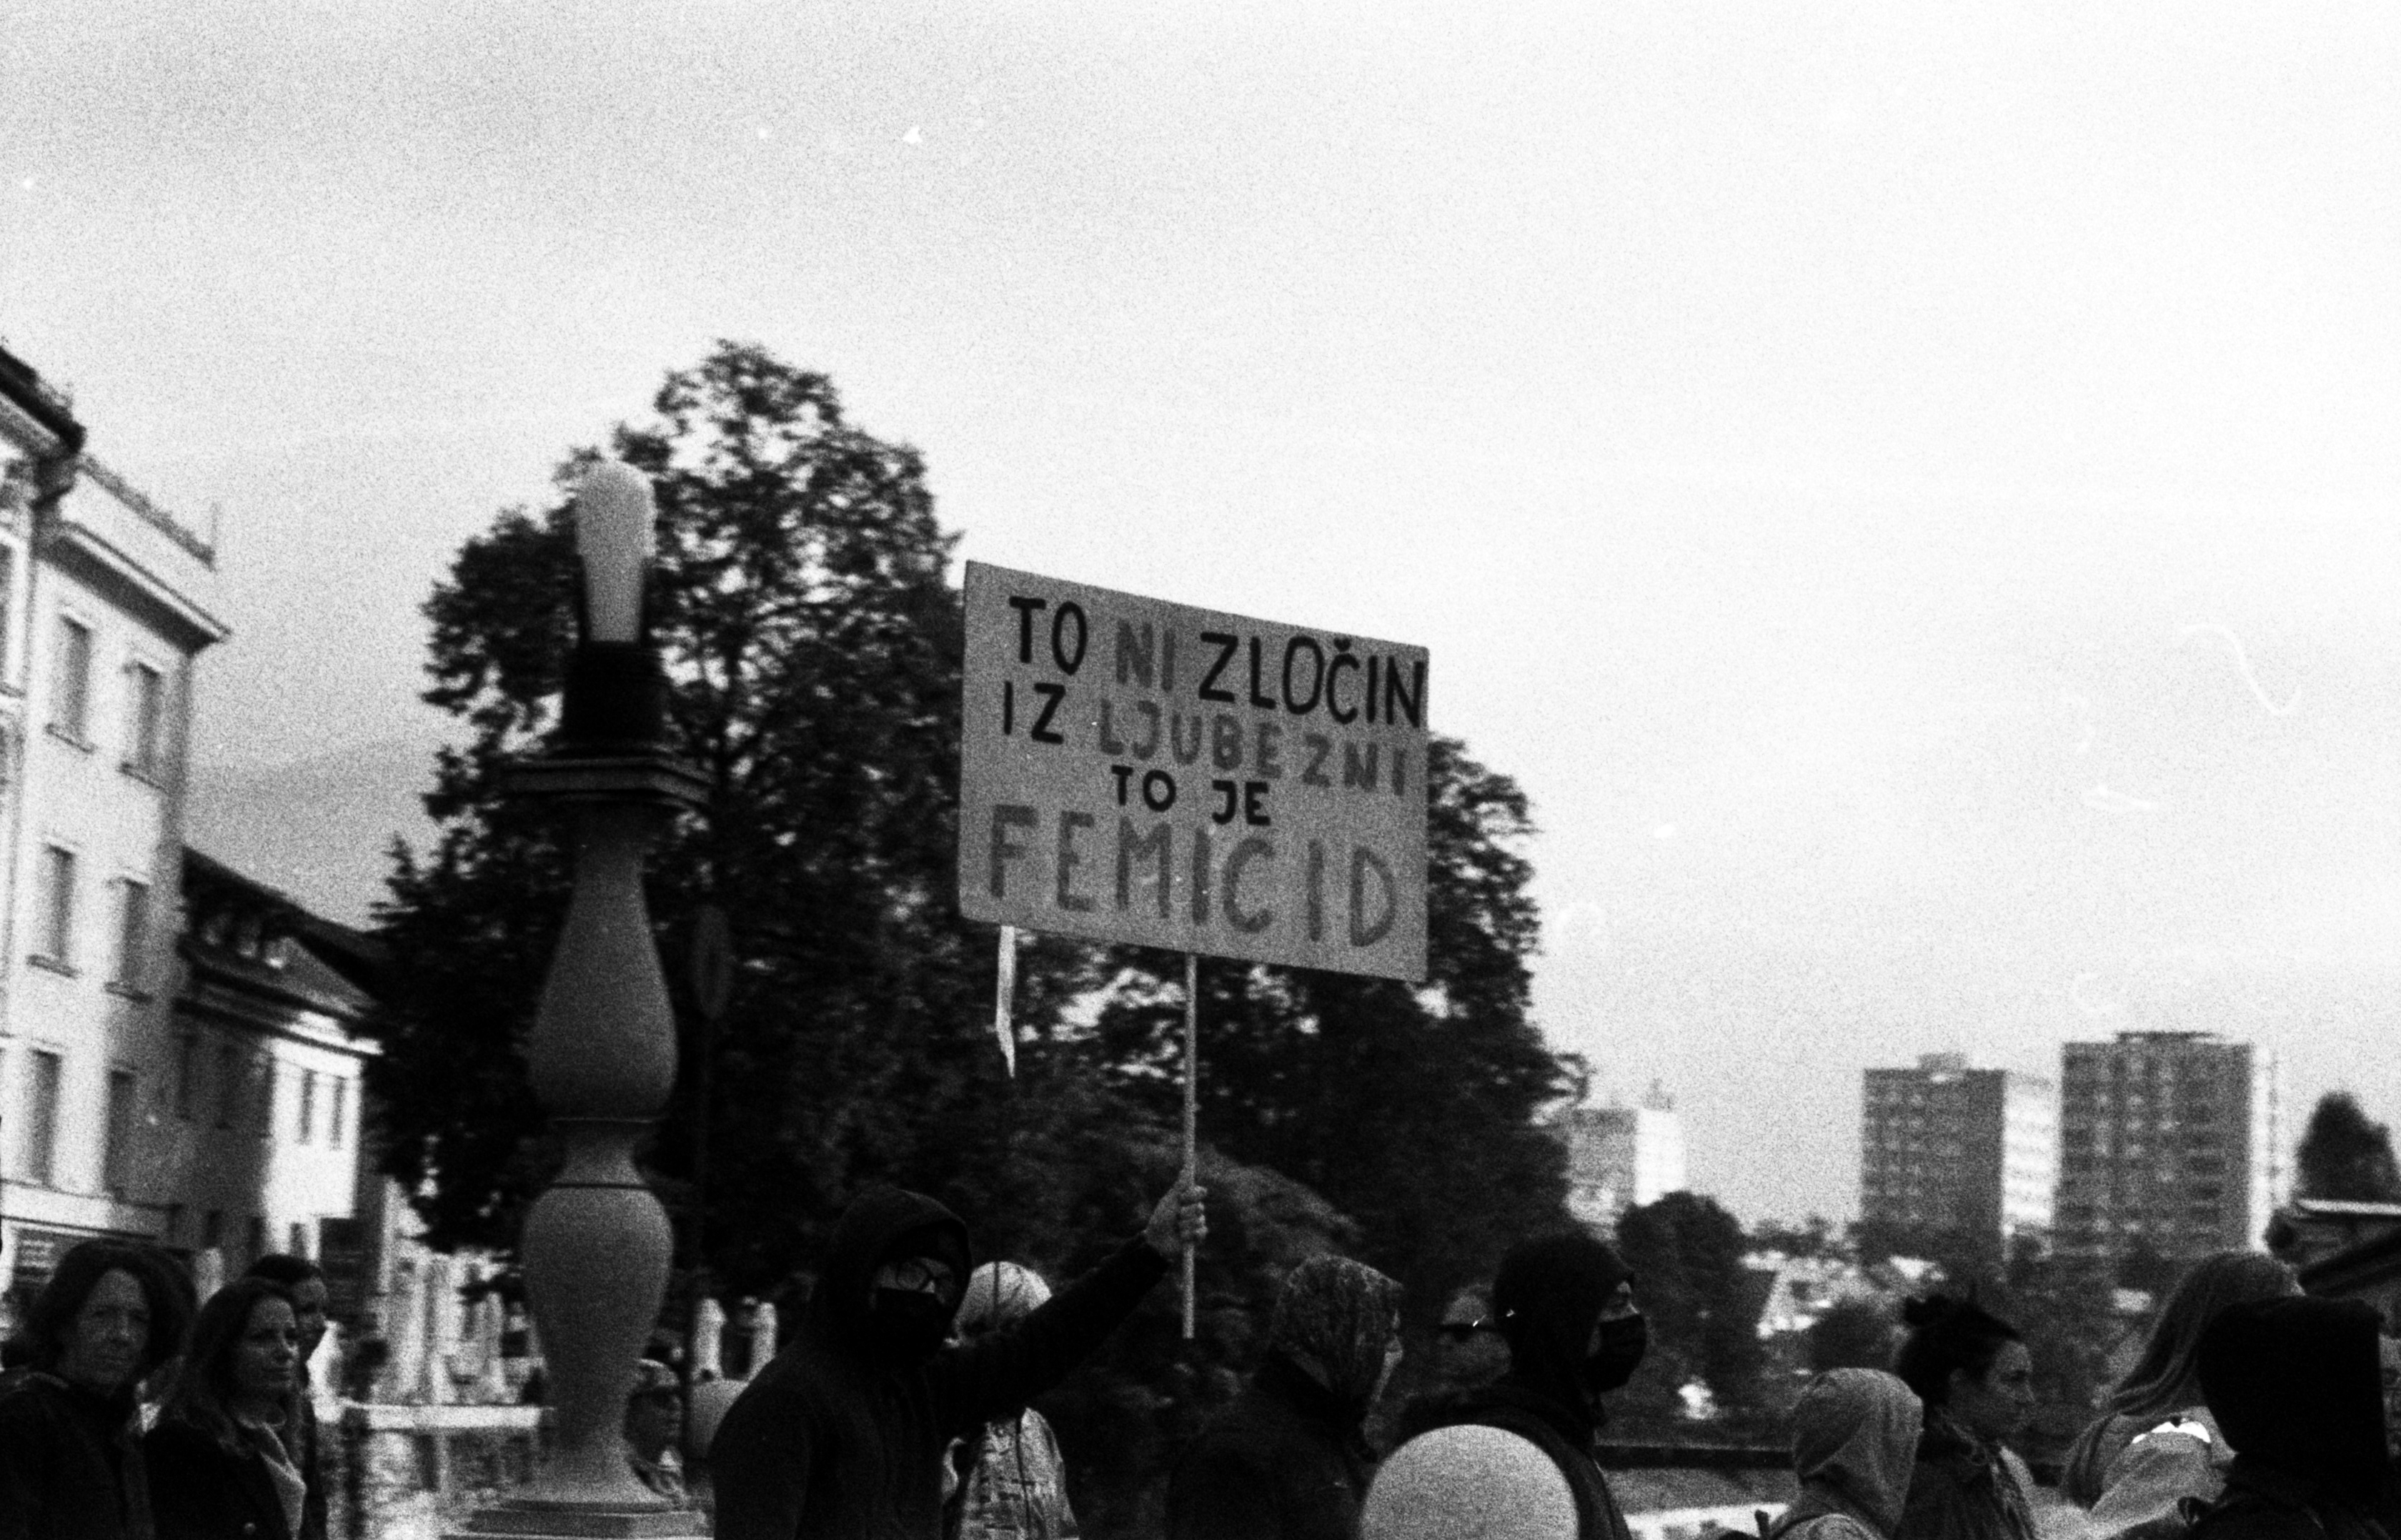 TO NI ZLOČIN
IZ LJUBEZNI
TO JE
FEMICID